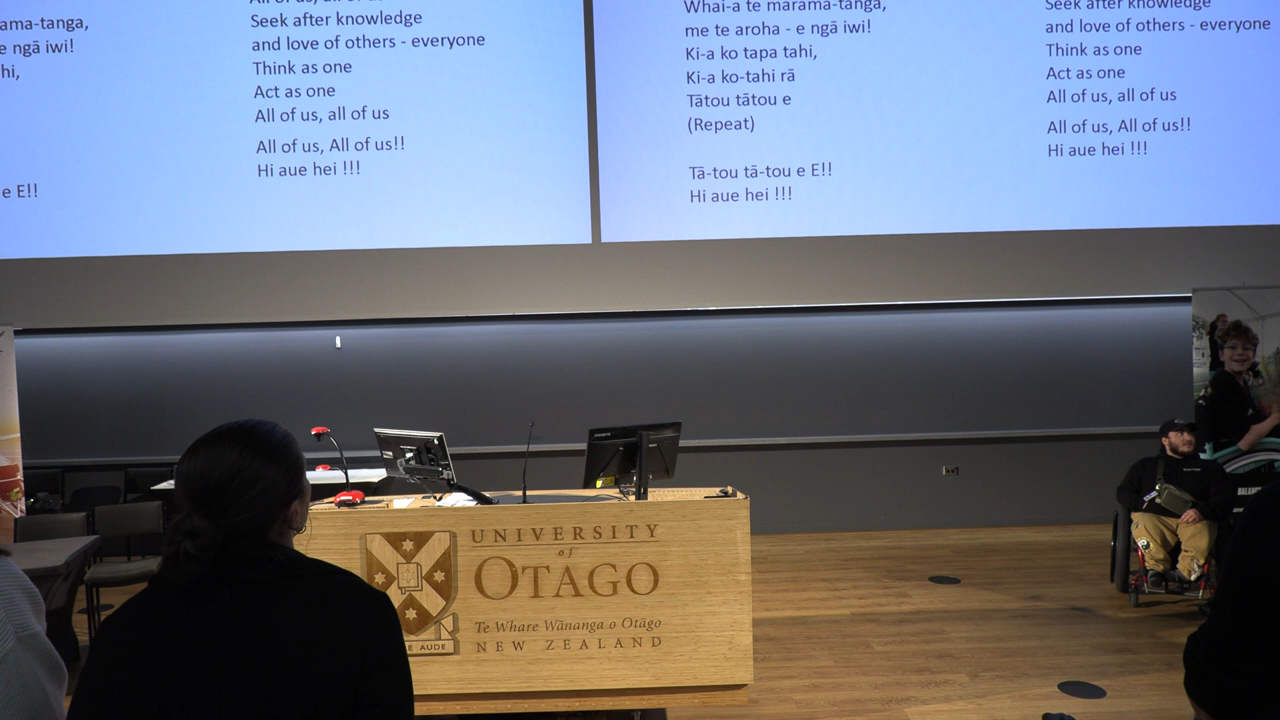 ama-tanga,
e ngā iwi!
hi,
e E!!
Seek after knowledge
and love of others - everyone
Think as one
Act as one
All of us, all of us
All of us, All of us!!
Hi aue hei !!!
Whai-a te marama-tanga,
me te aroha - e ngā iwi!
Ki-a ko tapa tahi,
Ki-a ko-tahi rā
Tātou tātou e
(Repeat)
Tā-tou tā-tou e E!!
Hi aue hei !!!
Seek after knowledge
and love of others - everyone
Think as one
Act as one
All of us, all of us
All of us, All of us!!
Hi aue hei !!!
UNIVERSITY
of
OTAGO
Te Whare Wānanga o Otāgo
NEW ZEALAND
E AUDE